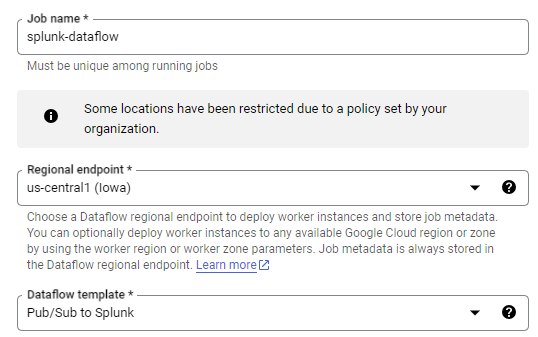 Job name *
splunk-dataflow
Must be unique among running jobs
Some locations have been restricted due to a policy set by your
organization.
Regional endpoint *
us-central1 (Iowa)
Choose a Dataflow regional endpoint to deploy worker instances and store job metadata.
You can optionally deploy worker instances to any available Google Cloud region or zone
by using the worker region or worker zone parameters. Job metadata is always stored in
the Dataflow regional endpoint. Learn more
Dataflow template *
Pub/Sub to Splunk